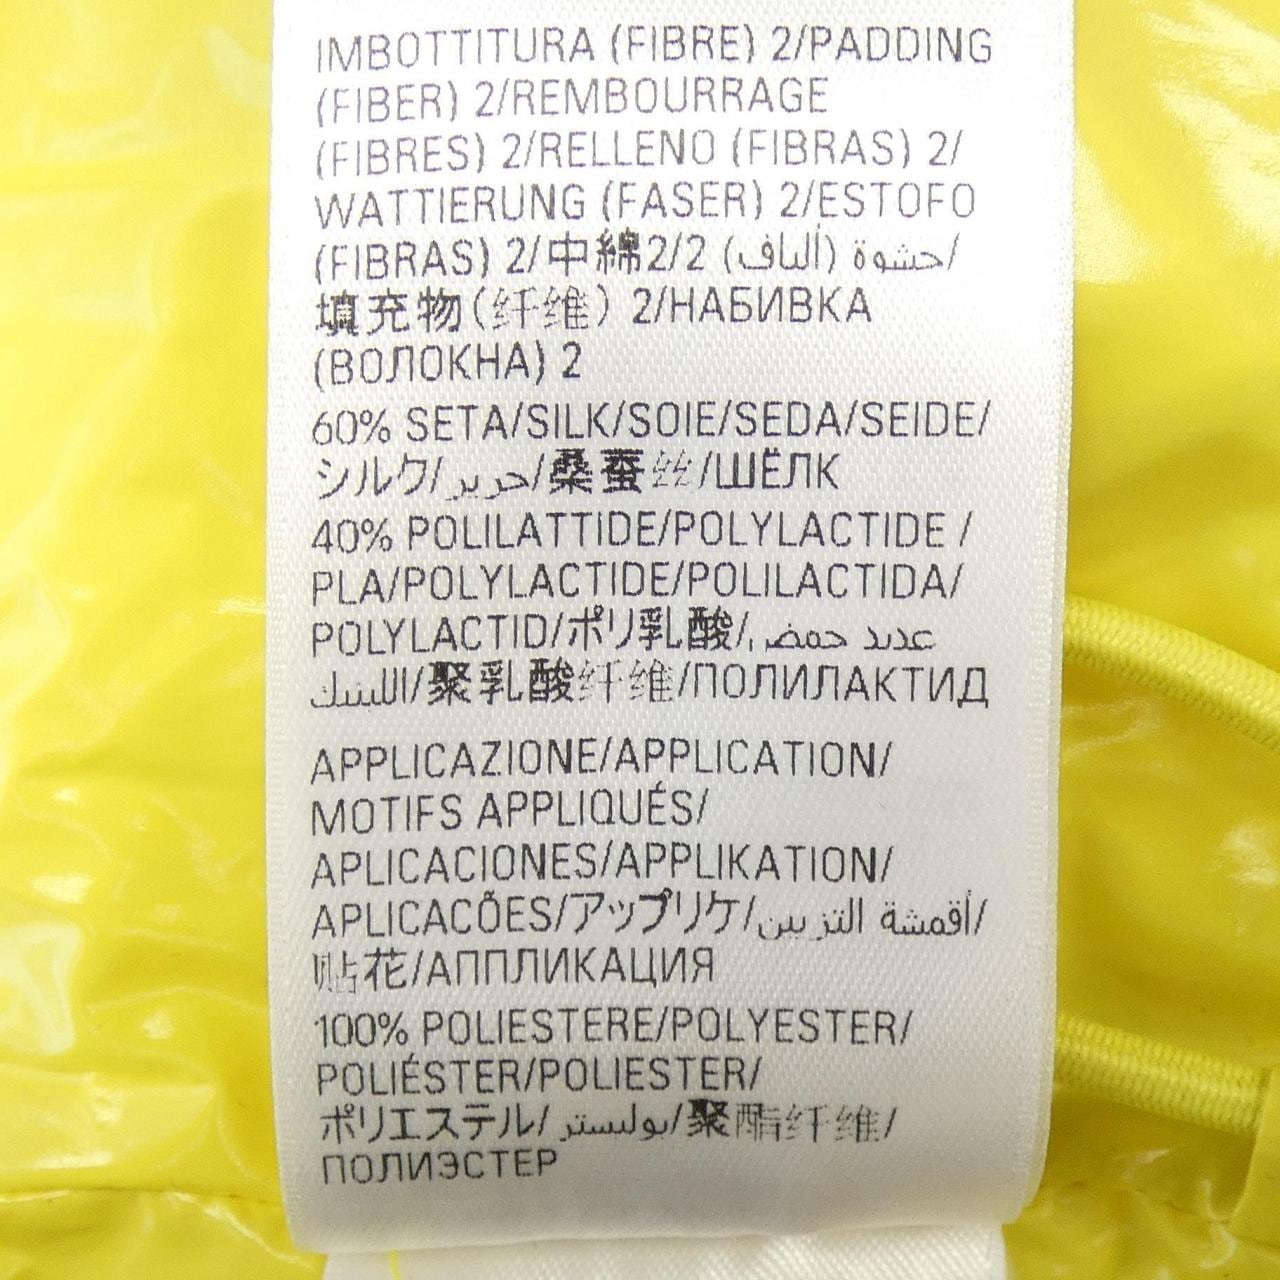 IMBOTTITURA (FIBRE) 2/PADDING
(FIBER) 2/REMBOURRAGE
(FIBRES) 2/RELLENO (FIBRAS) 2/
WATTIERUNG (FASER) 2/ESTOFO
(FIBRAS) 2/中綿2/2 (ألياف) حشوة/
填充物(纤维) 2/НАБИВКА
(ВОЛОКНА) 2
60% SETA/SILK/SOIE/SEDA/SEIDE/
シルク/حرير/桑蚕丝/ШЁЛК
40% POLILATTIDE/POLYLACTIDE /
PLA/POLYLACTIDE/POLILACTIDA/
POLYLACTID/ポリ乳酸/عديد حمض
اللبنيك/聚乳酸纤维/ПОЛИЛАКТИД
APPLICAZIONE/APPLICATION/
MOTIFS APPLIQUÉS/
APLICACIONES/APPLIKATION/
APLICACÕES/アップリケ/أقمشة التزيين/
贴花/АППЛИКАЦИЯ
100% POLIESTERE/POLYESTER/
POLIÉSTER/POLIESTER/
ポリエステル/بوليستر/聚酯纤维/
ПОЛИЭСТЕР